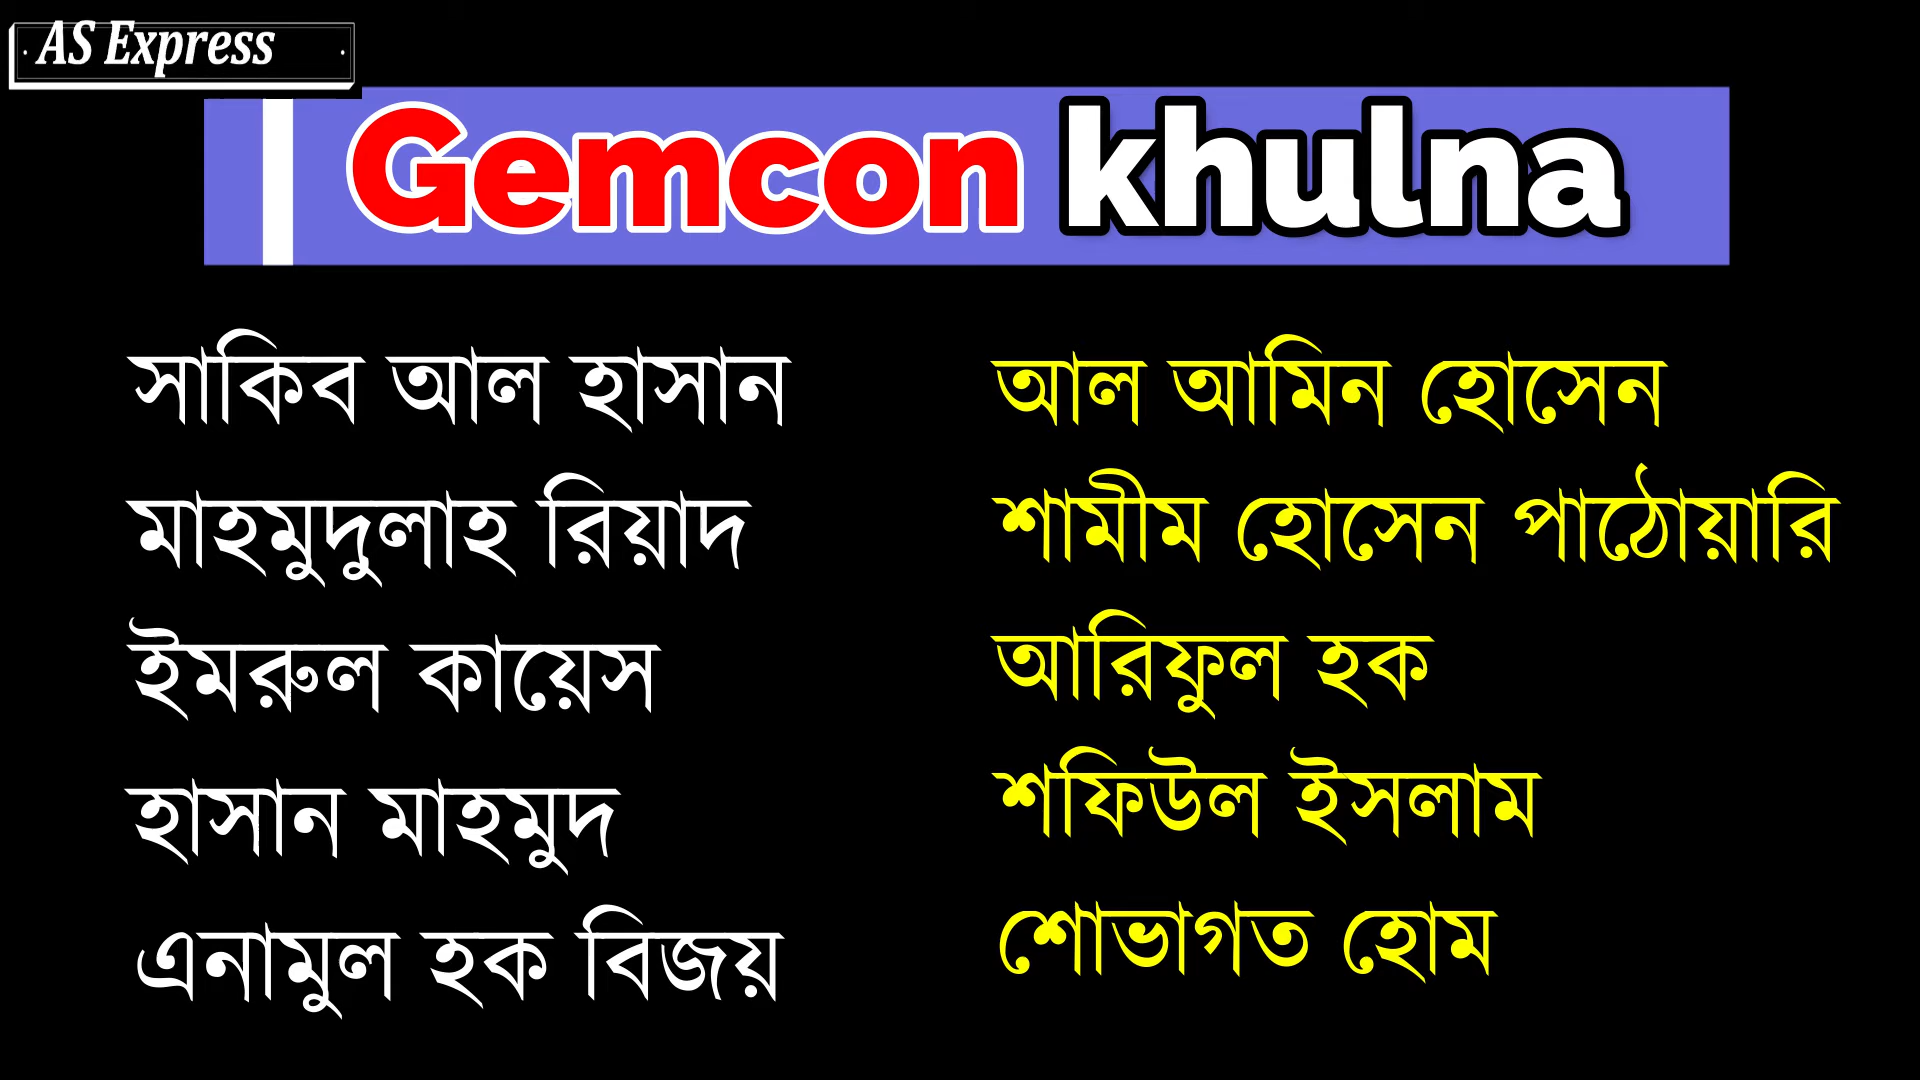 AS Express
Gemcon khulna
সাকিব আল হাসান
মাহমুদুলাহ রিয়াদ
ইমরুল কায়েস
হাসান মাহমুদ
এনামুল হক বিজয়
আল আমিন হোসেন
শামীম হোসেন পাঠোয়ারি
আরিফুল হক
শফিউল ইসলাম
শোভাগত হোম